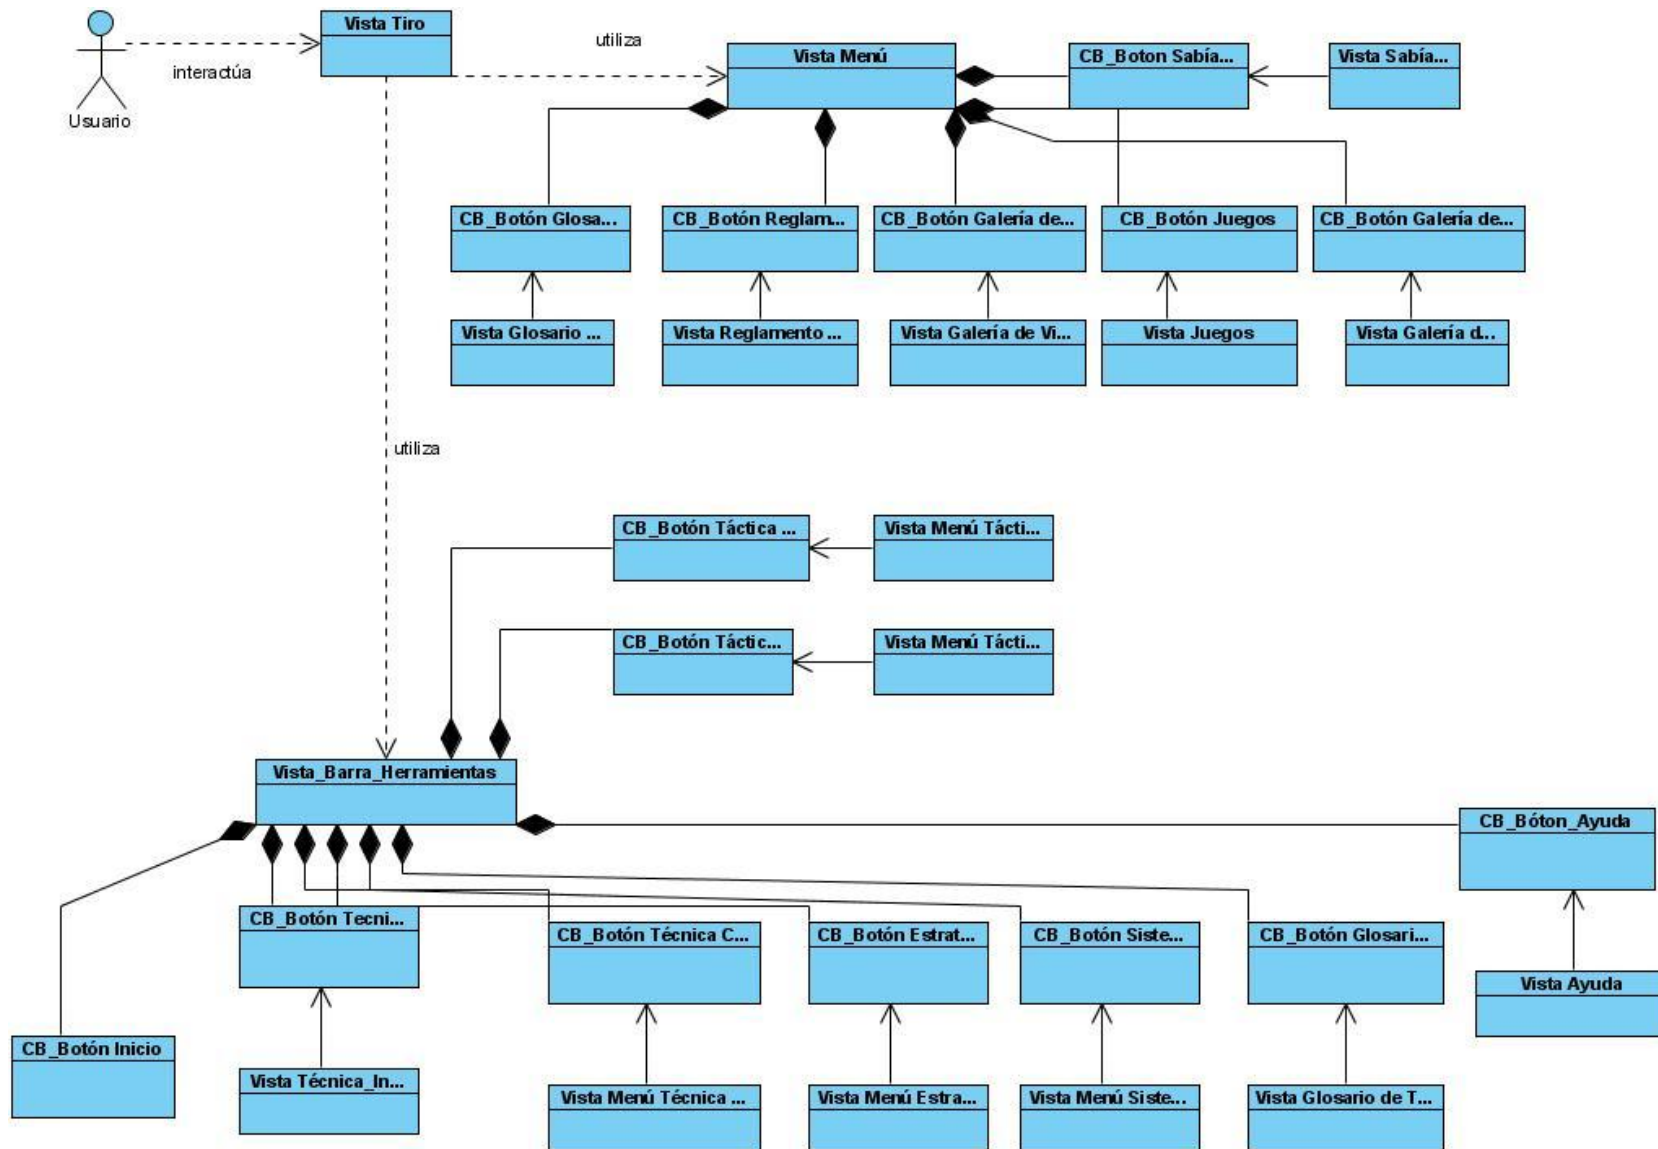 Vista Tiro
utiliza
Vista Menú
CB_Boton Sabía...
Vista Sabía...
interactúa
Usuario
CB_Botón Glosa...
CB_Botón Reglam...
CB_Botón Galería de...
CB_Botón Juegos
CB_Botón Galería de...
Vista Glosario ...
Vista Reglamento ...
Vista Galería de Vi...
Vista Juegos
Vista Galería d...
utiliza
CB_Botón Táctica ...
Vista Menú Tácti...
CB_Botón Táctic...
Vista Menú Tácti...
Vista_Barra_Herramientas
CB_Bóton_Ayuda
CB_Botón Tecni...
CB_Botón Técnica C...
CB_Botón Estrat...
CB_Botón Siste...
CB_Botón Glosari...
Vista Ayuda
CB_Botón Inicio
Vista Técnica_In...
Vista Menú Técnica ...
Vista Menú Estra...
Vista Menú Siste...
Vista Glosario de T...